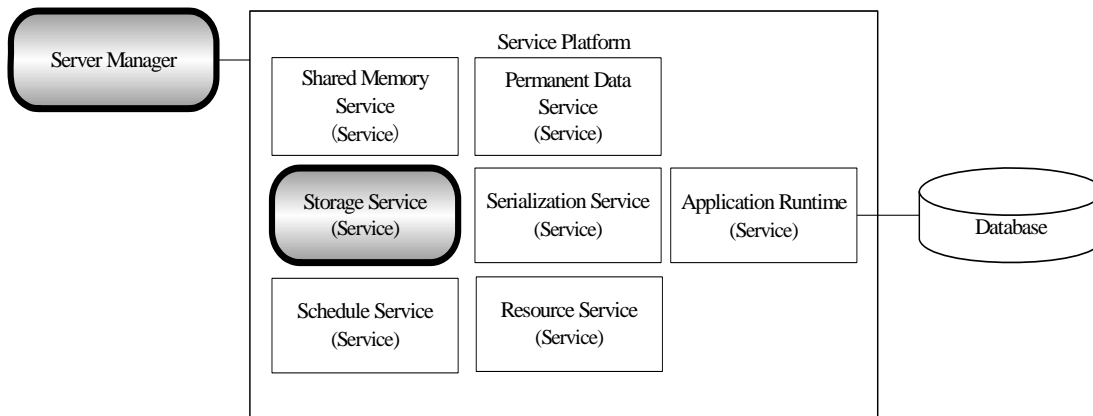 Service Platform
Server Manager
Shared Memory
Service
(Service)
Permanent Data
Service
(Service)
Storage Service
(Service)
Serialization Service
(Service)
Application Runtime
(Service)
Database
Schedule Service
(Service)
Resource Service
(Service)